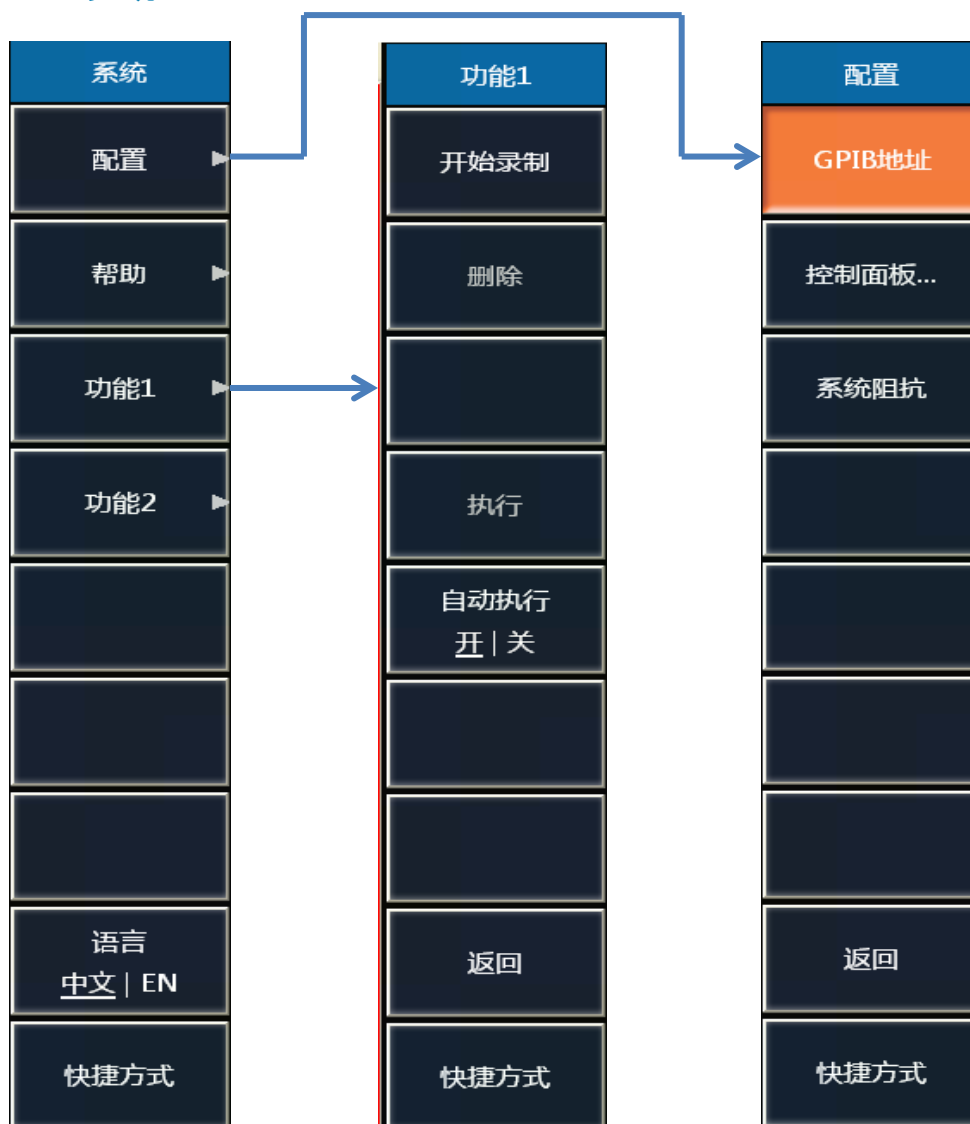 系统
配置
帮助
功能1
功能2
语言
中文 | EN
快捷方式
功能1
开始录制
删除
执行
自动执行
开 | 关
返回
快捷方式
配置
GPIB地址
控制面板...
系统阻抗
返回
快捷方式